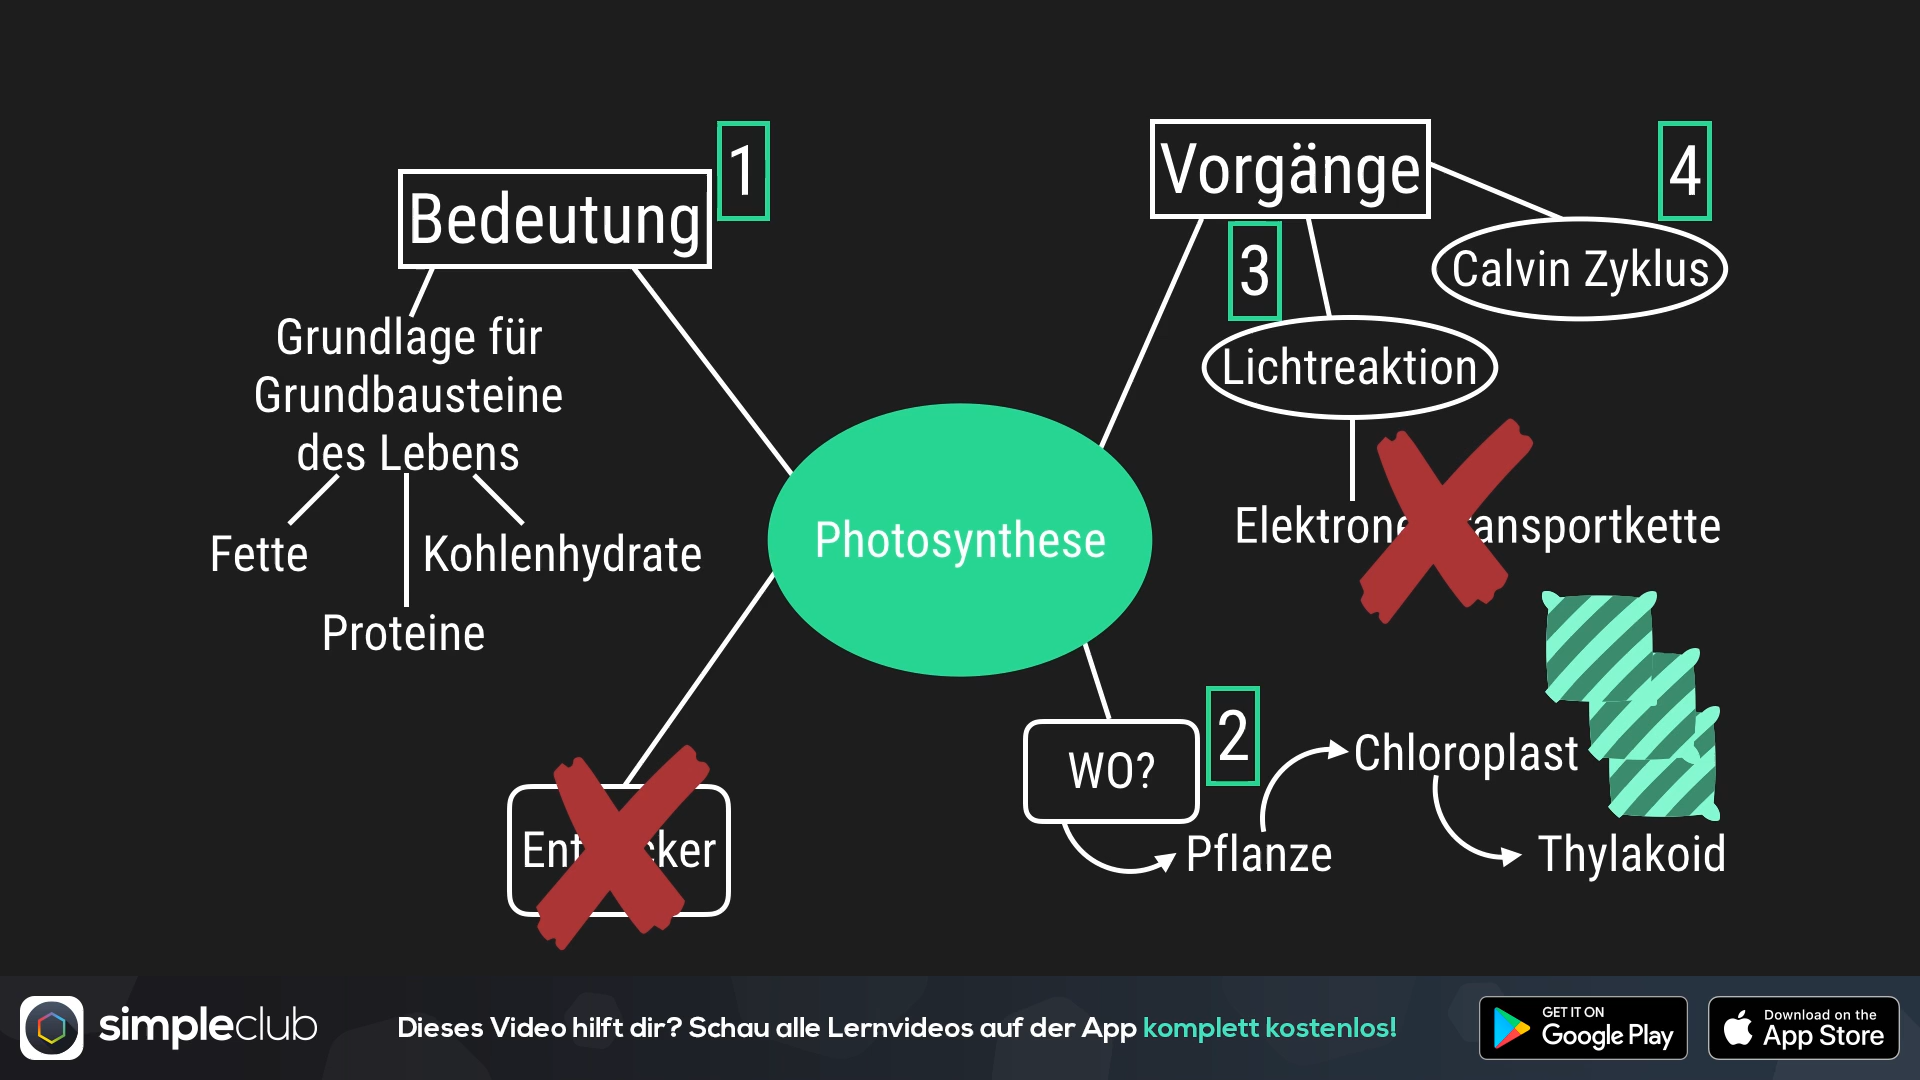 Bedeutung
1
Grundlage für
Grundbausteine
des Lebens
Fette
Kohlenhydrate
Proteine
Photosynthese
Vorgänge
4
3
Calvin Zyklus
Lichtreaktion
WO?
2
Chloroplast
Pflanze
Thylakoid
simpleclub
Dieses Video hilft dir? Schau alle Lernvideos auf der App komplett kostenlos!
GET IT ON
Google Play
Download on the
App Store